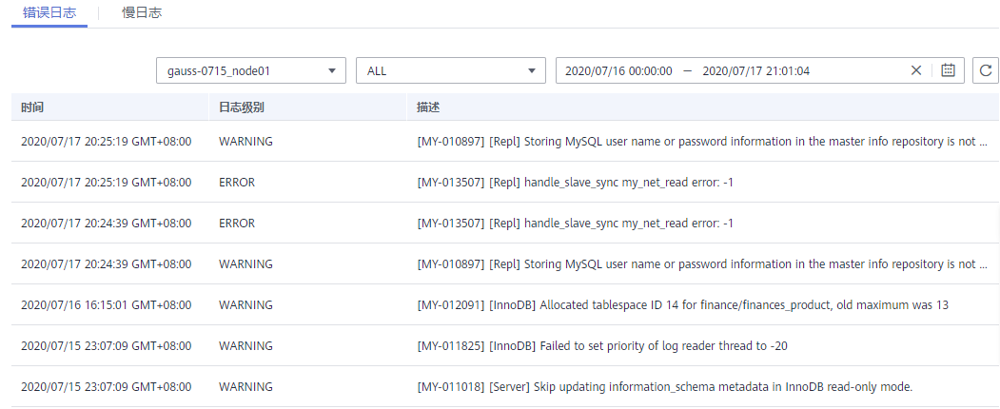 错误日志 慢日志
gauss-0715_node01 ALL 2020/07/16 00:00:00 — 2020/07/17 21:01:04
时间 日志级别 描述
2020/07/17 20:25:19 GMT+08:00 WARNING [MY-010897] [Repl] Storing MySQL user name or password information in the master info repository is not ...
2020/07/17 20:25:19 GMT+08:00 ERROR [MY-013507] [Repl] handle_slave_sync my_net_read error: -1
2020/07/17 20:24:39 GMT+08:00 ERROR [MY-013507] [Repl] handle_slave_sync my_net_read error: -1
2020/07/17 20:24:39 GMT+08:00 WARNING [MY-010897] [Repl] Storing MySQL user name or password information in the master info repository is not ...
2020/07/16 16:15:01 GMT+08:00 WARNING [MY-012091] [InnoDB] Allocated tablespace ID 14 for finance/finances_product, old maximum was 13
2020/07/15 23:07:09 GMT+08:00 WARNING [MY-011825] [InnoDB] Failed to set priority of log reader thread to -20
2020/07/15 23:07:09 GMT+08:00 WARNING [MY-011018] [Server] Skip updating information_schema metadata in InnoDB read-only mode.